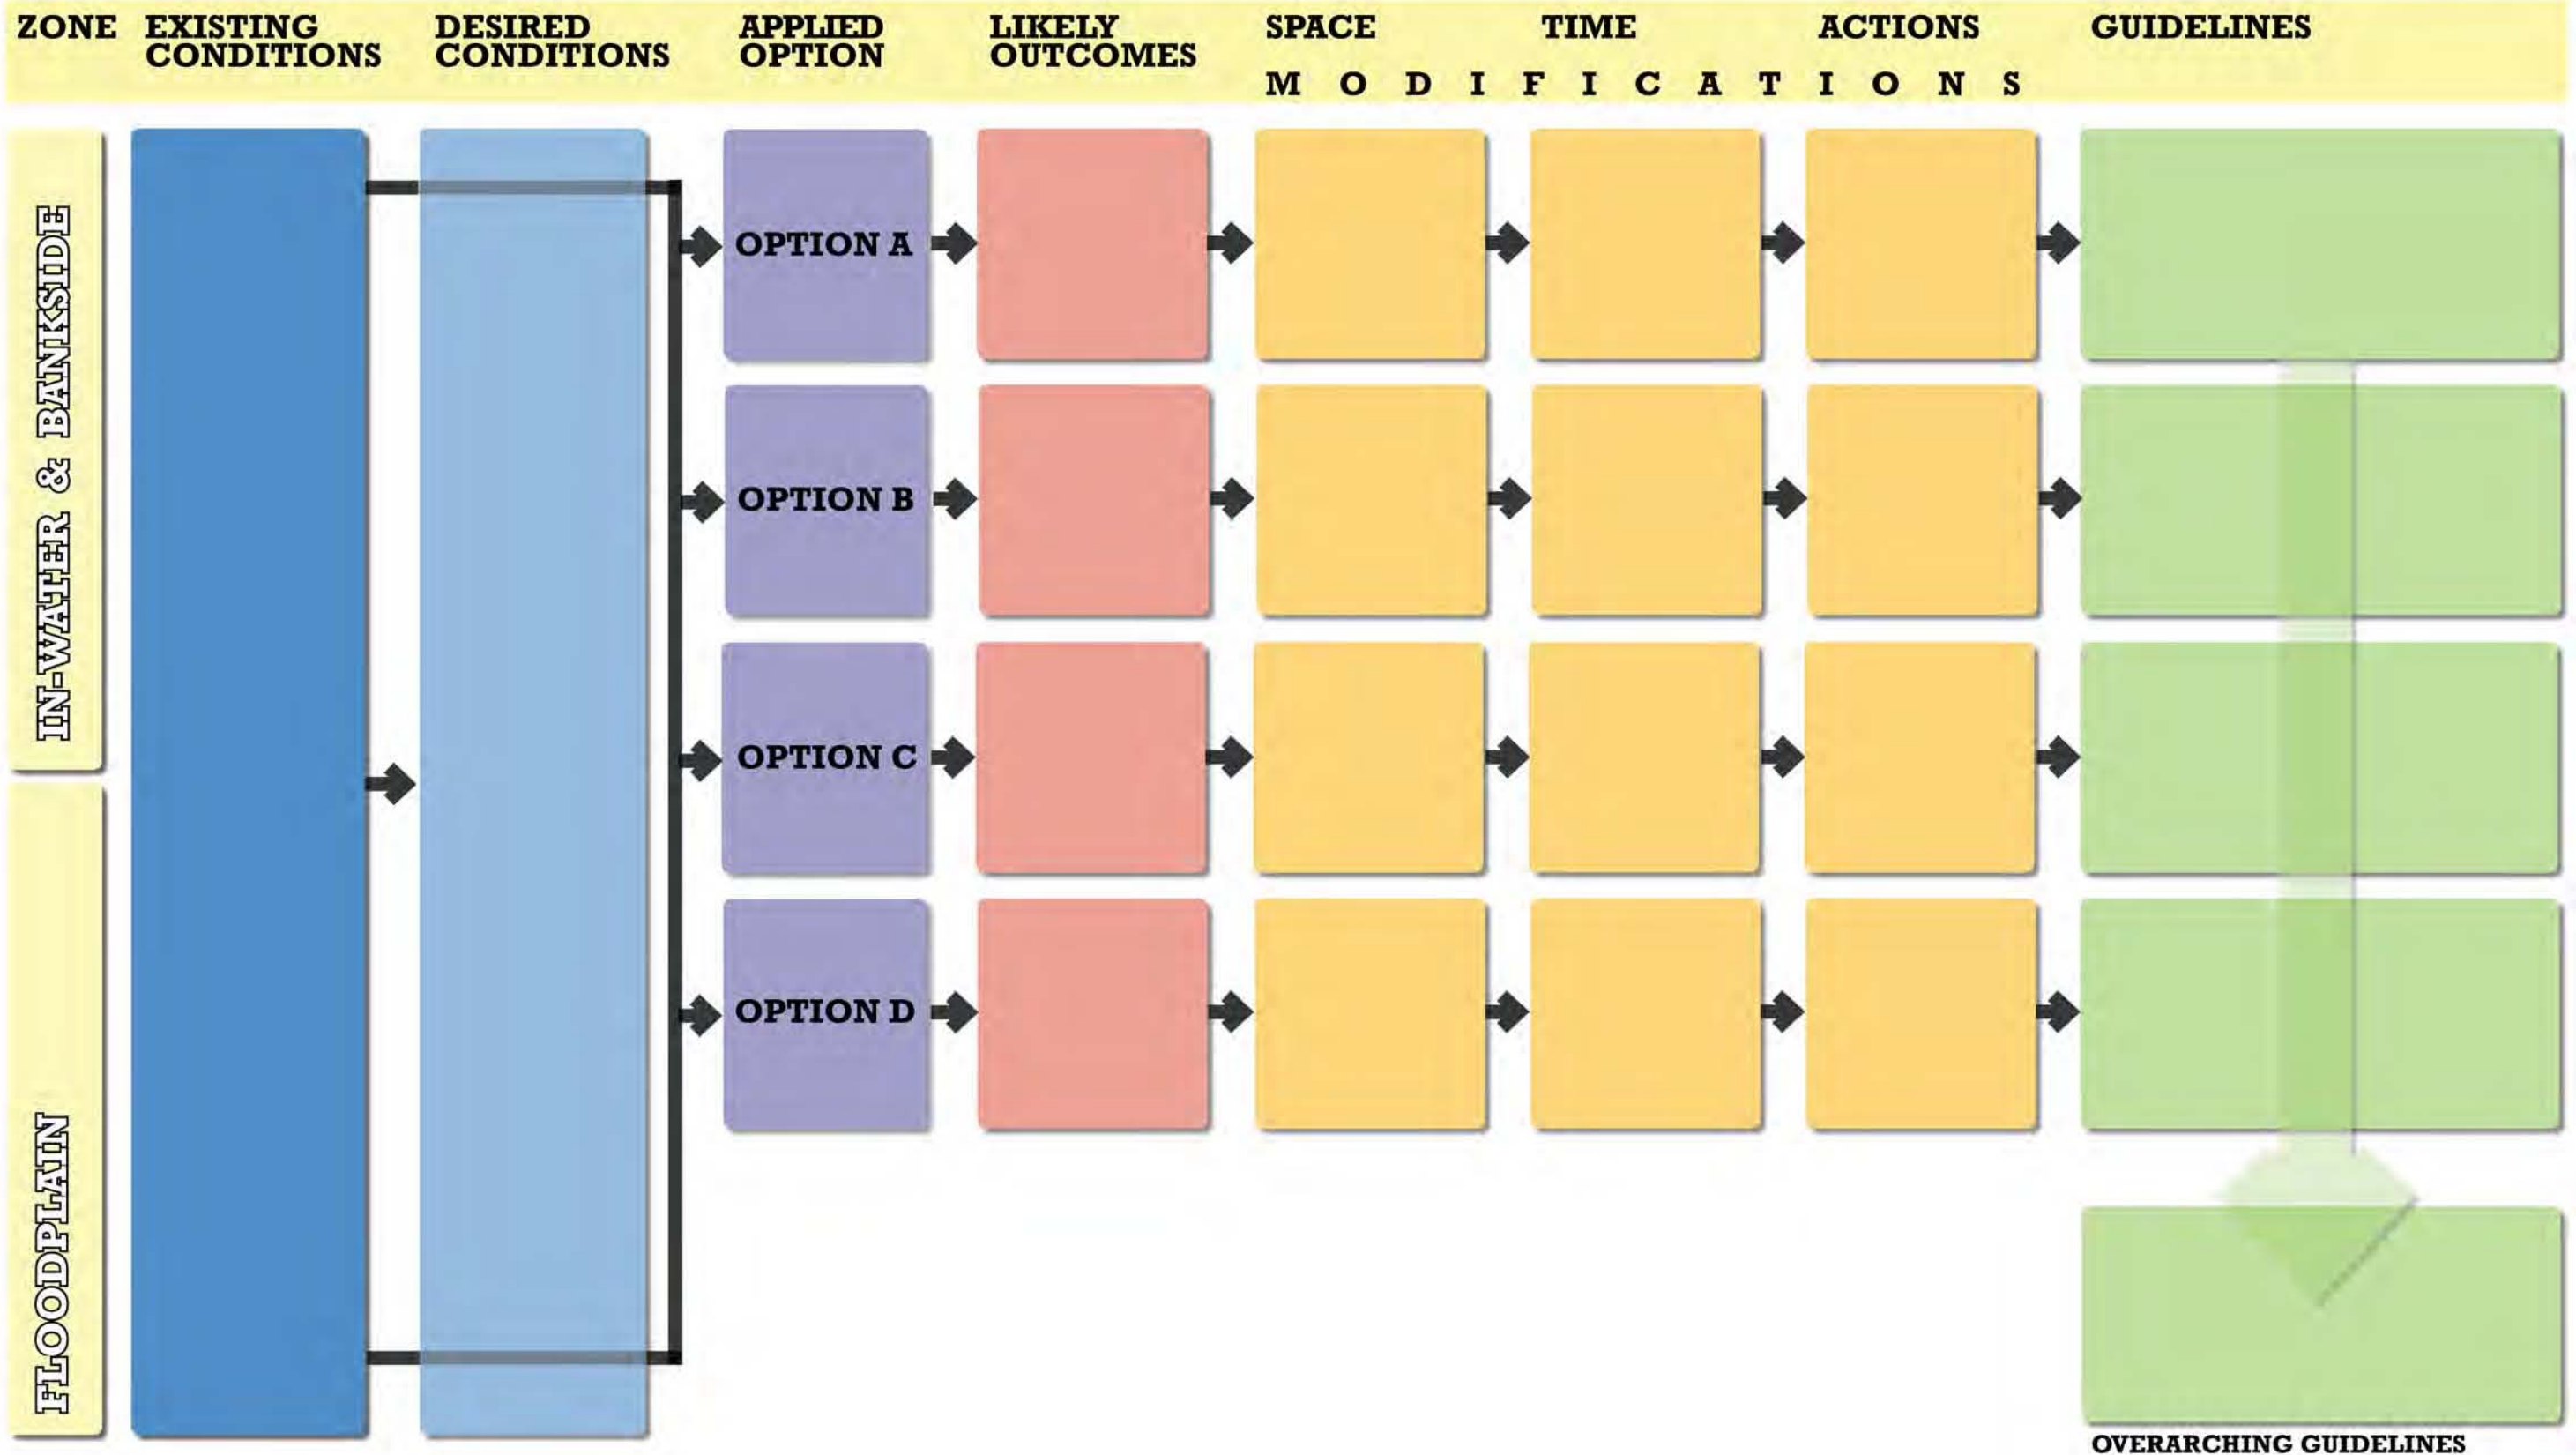 ZONE
EXISTING
CONDITIONS
DESIRED
CONDITIONS
APPLIED
OPTION
LIKELY
OUTCOMES
SPACE
TIME
ACTIONS
MODIFICATIONS
GUIDELINES
IN-WATER & BANKSIDE
FLOODPLAIN
OPTION A
OPTION B
OPTION C
OPTION D
OVERARCHING GUIDELINES